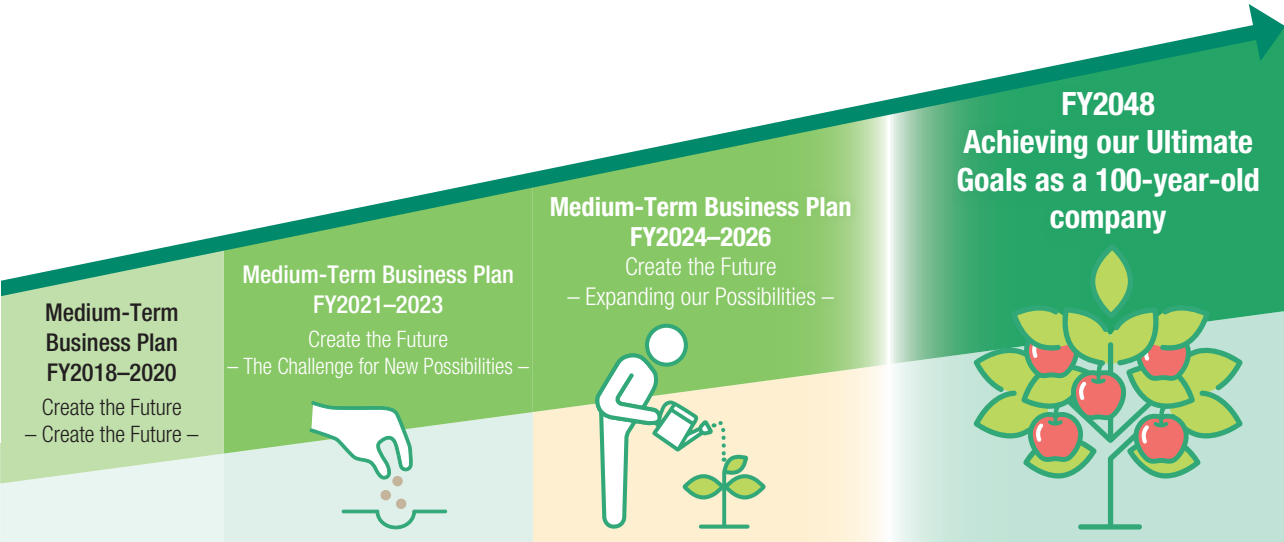 Medium-Term
Business Plan
FY2018–2020
Create the Future
– Create the Future –
Medium-Term Business Plan
FY2021–2023
Create the Future
– The Challenge for New Possibilities –
Medium-Term Business Plan
FY2024–2026
Create the Future
– Expanding our Possibilities –
FY2048
Achieving our Ultimate
Goals as a 100-year-old
company